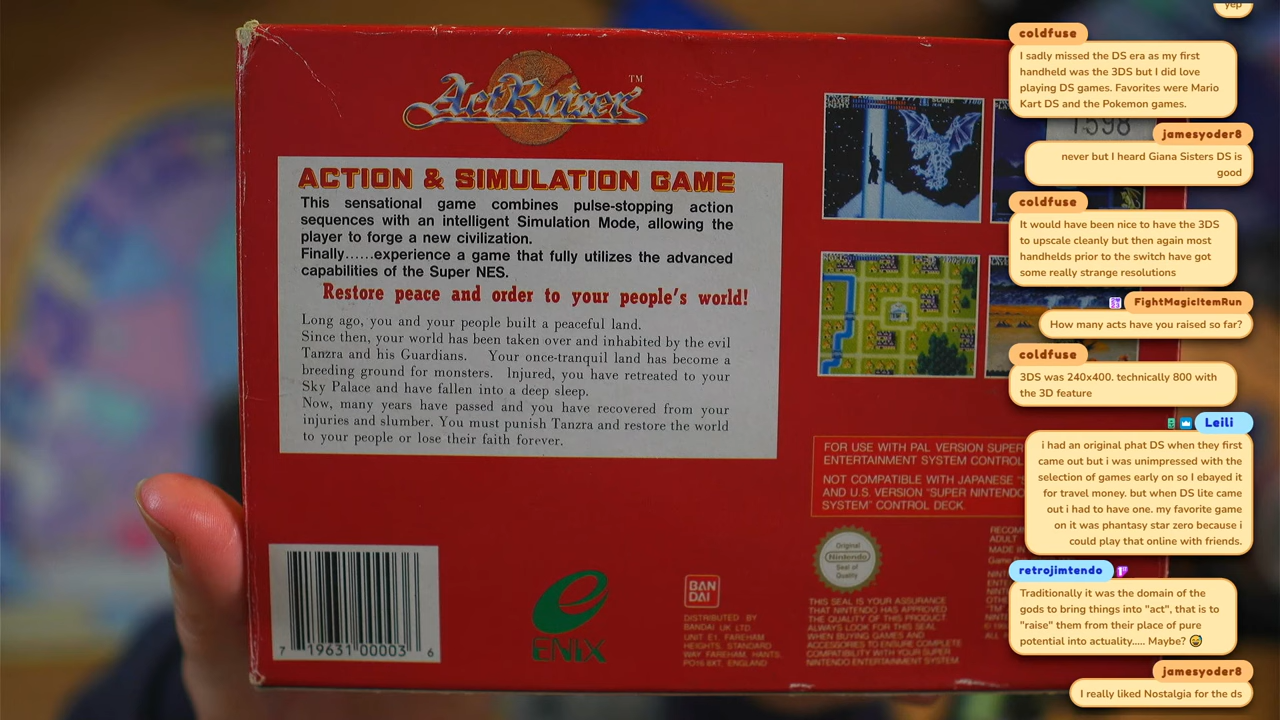 ActRaiser TM
ACTION & SIMULATION GAME
This sensational game combines pulse-stopping action
sequences with an intelligent Simulation Mode, allowing the
player to forge a new civilization.
Finally......experience a game that fully utilizes the advanced
capabilities of the Super NES.
Restore peace and order to your people's world!
Long ago, you and your people built a peaceful land.
Since then, your world has been taken over and inhabited by the evil
Tanzra and his Guardians. Your once-tranquil land has become a
breeding ground for monsters. Injured, you have retreated to your
Sky Palace and have fallen into a deep sleep.
Now, many years have passed and you have recovered from your
injuries and slumber. You must punish Tanzra and restore the world
to your people or lose their faith forever.
7 19631 00003 6
ENIX
BAN
DAI
DISTRIBUTED BY
BANDAI UK LTD.
UNIT E1, FAREHAM
HEIGHTS, STANDARD
WAY, FAREHAM, HANTS,
PO16 8XT, ENGLAND
1598
FOR USE WITH PAL VERSION SUPER
ENTERTAINMENT SYSTEM CONTROL
NOT COMPATIBLE WITH JAPANESE
AND U.S. VERSION "SUPER NINTENDO
SYSTEM" CONTROL DECK
Original
Nintendo
Seal of
Quality
THIS SEAL IS YOUR ASSURANCE
THAT NINTENDO HAS APPROVED
THE QUALITY OF THIS PRODUCT.
ALWAYS LOOK FOR THIS SEAL
WHEN BUYING GAMES AND
ACCESSORIES TO ENSURE COMPLETE
COMPATIBILITY WITH YOUR SUPER
NINTENDO ENTERTAINMENT SYSTEM.
yep
coldfuse
I sadly missed the DS era as my first
handheld was the 3DS but I did love
playing DS games. Favorites were Mario
Kart DS and the Pokemon games.
jamesyoder8
never but I heard Giana Sisters DS is
good
coldfuse
It would have been nice to have the 3DS
to upscale cleanly but then again most
handhelds prior to the switch have got
some really strange resolutions
FightMagicItemRun
How many acts have you raised so far?
coldfuse
3DS was 240x400. technically 800 with
the 3D feature
Leili
i had an original phat DS when they first
came out but i was unimpressed with the
selection of games early on so I ebayed it
for travel money. but when DS lite came
out i had to have one. my favorite game
on it was phantasy star zero because i
could play that online with friends.
retrojimtendo
Traditionally it was the domain of the
gods to bring things into "act", that is to
"raise" them from their place of pure
potential into actuality..... Maybe? 😅
jamesyoder8
I really liked Nostalgia for the ds